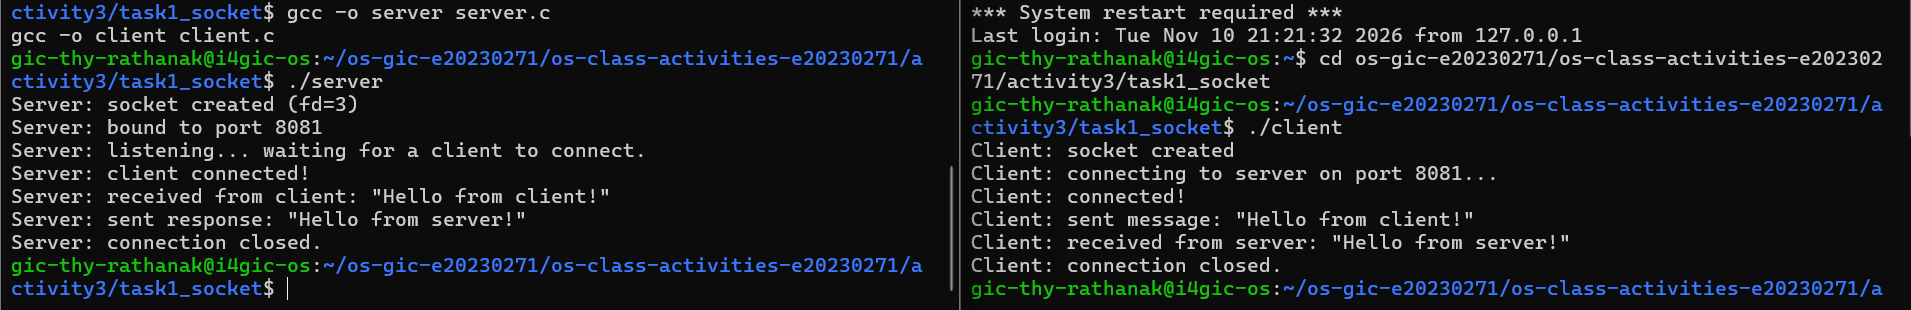 ctivity3/task1_socket$ gcc -o server server.c
gcc -o client client.c
gic-thy-rathanak@i4gic-os:~/os-gic-e20230271/os-class-activities-e20230271/a
ctivity3/task1_socket$ ./server
Server: socket created (fd=3)
Server: bound to port 8081
Server: listening... waiting for a client to connect.
Server: client connected!
Server: received from client: "Hello from client!"
Server: sent response: "Hello from server!"
Server: connection closed.
gic-thy-rathanak@i4gic-os:~/os-gic-e20230271/os-class-activities-e20230271/a
ctivity3/task1_socket$
*** System restart required ***
Last login: Tue Nov 10 21:21:32 2026 from 127.0.0.1
gic-thy-rathanak@i4gic-os:~$ cd os-gic-e20230271/os-class-activities-e202302
71/activity3/task1_socket
gic-thy-rathanak@i4gic-os:~/os-gic-e20230271/os-class-activities-e20230271/a
ctivity3/task1_socket$ ./client
Client: socket created
Client: connecting to server on port 8081...
Client: connected!
Client: sent message: "Hello from client!"
Client: received from server: "Hello from server!"
Client: connection closed.
gic-thy-rathanak@i4gic-os:~/os-gic-e20230271/os-class-activities-e20230271/a